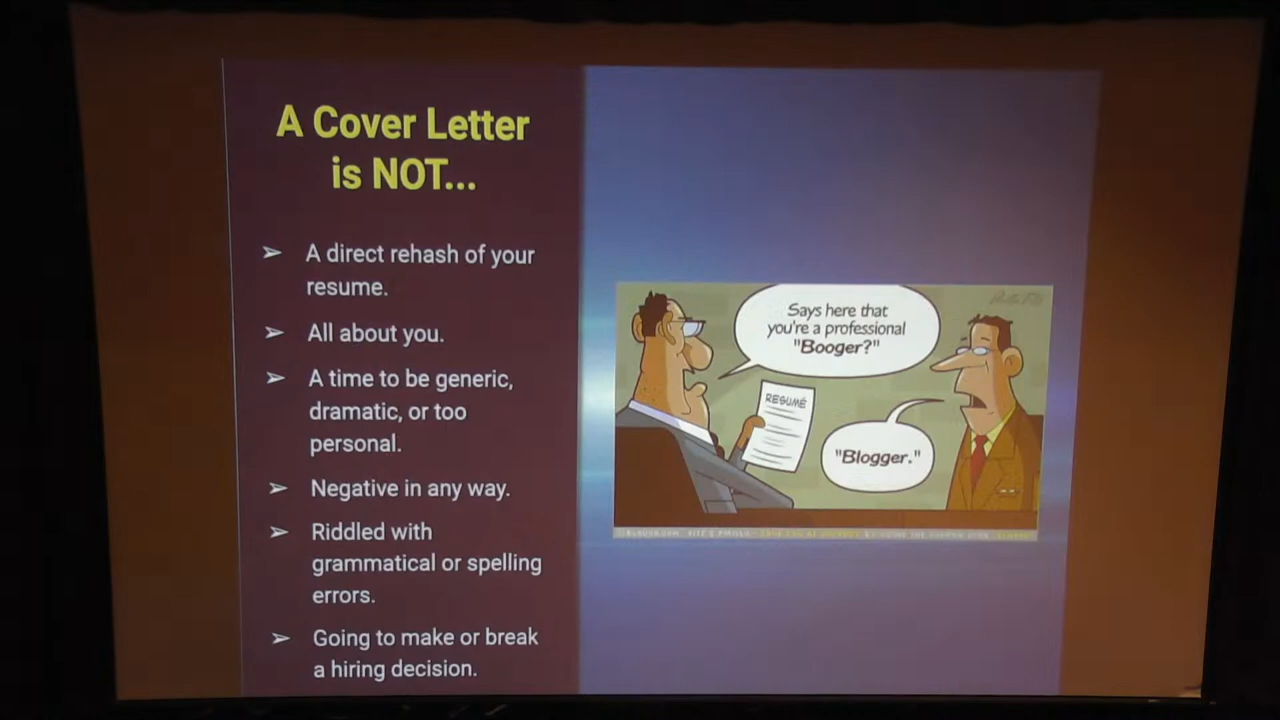 A Cover Letter
is NOT...
➢ A direct rehash of your
resume.
➢ All about you.
➢ A time to be generic,
dramatic, or too
personal.
➢ Negative in any way.
➢ Riddled with
grammatical or spelling
errors.
➢ Going to make or break
a hiring decision.
Says here that
you're a professional
"Booger?"
RESUMÉ
"Blogger."